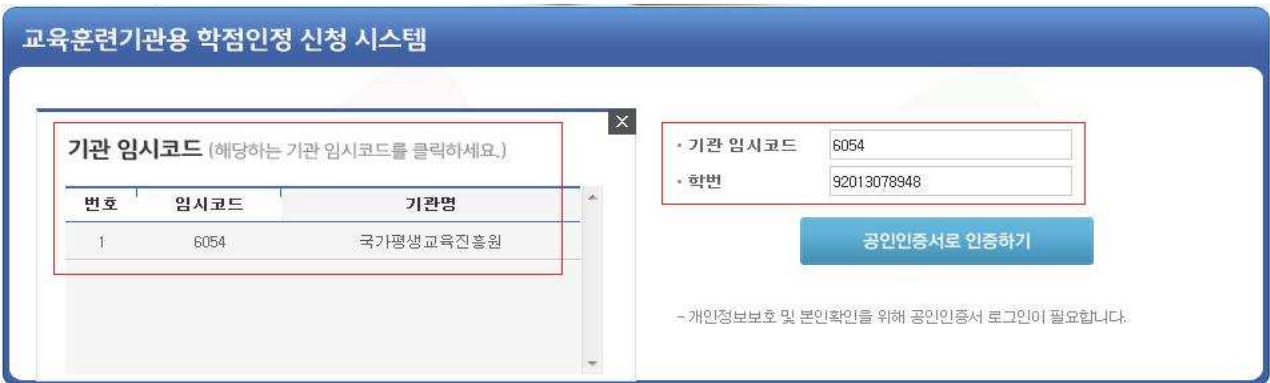 교육훈련기관용 학점인정 신청 시스템
X
기관 임시코드 (해당하는 기관 임시코드를 클릭하세요.)
번호 임시코드 기관명
1 6054 국가평생교육진흥원
· 기관 임시코드 6054
· 학번 92013078948
공인인증서로 인증하기
- 개인정보보호 및 본인확인을 위해 공인인증서 로그인이 필요합니다.